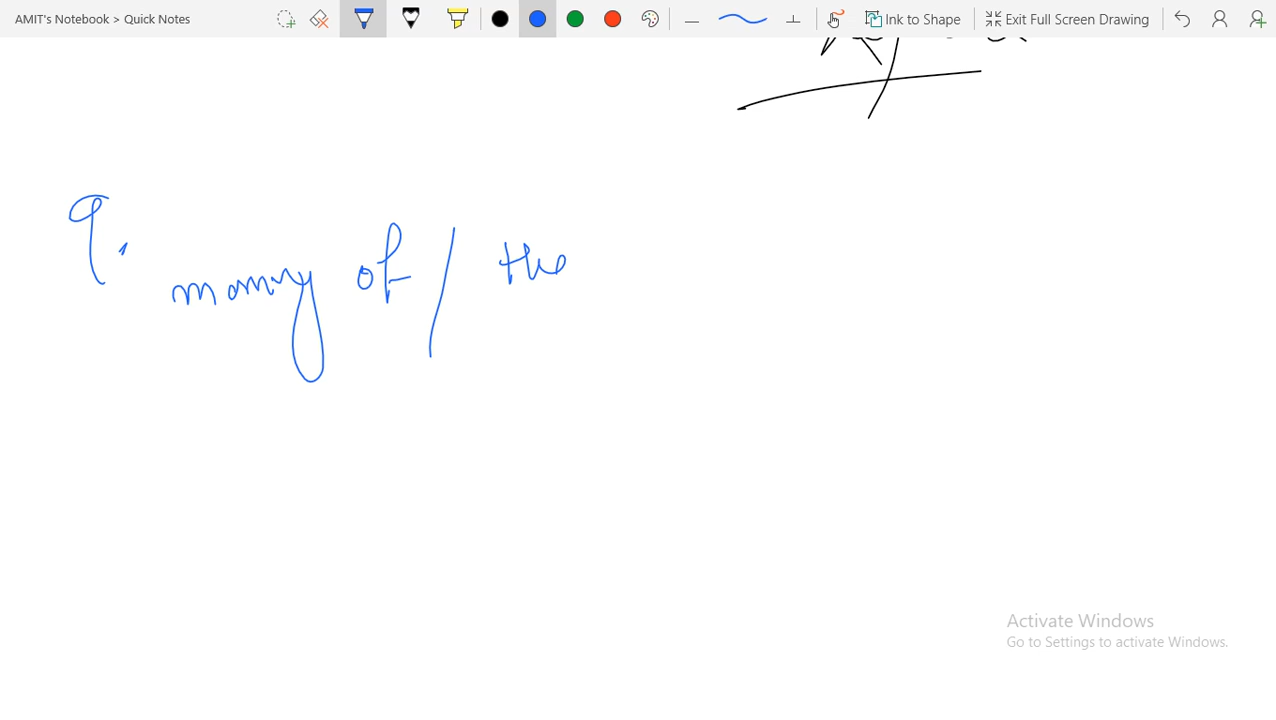 AMIT's Notebook > Quick Notes
Ink to Shape
Exit Full Screen Drawing
9.
many of / the
Activate Windows
Go to Settings to activate Windows.